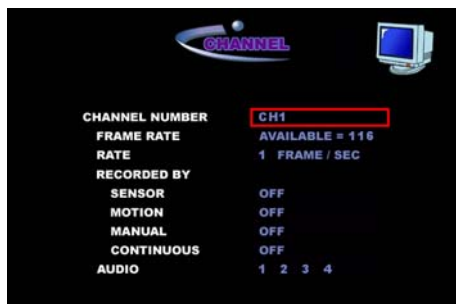 CHANNEL
CHANNEL NUMBER CH1
FRAME RATE AVAILABLE = 116
RATE 1 FRAME / SEC
RECORDED BY
SENSOR OFF
MOTION OFF
MANUAL OFF
CONTINUOUS OFF
AUDIO 1 2 3 4